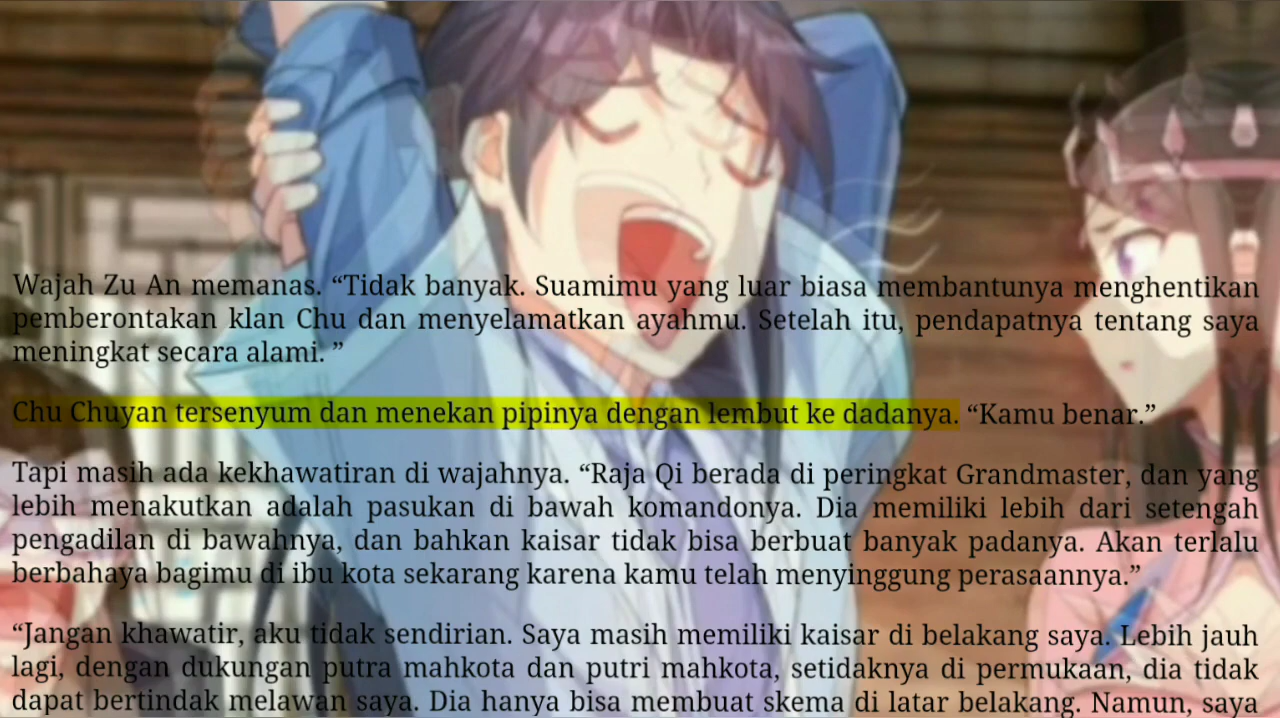 Wajah Zu An memanas. “Tidak banyak. Suamimu yang luar biasa membantunya menghentikan
pemberontakan klan Chu dan menyelamatkan ayahmu. Setelah itu, pendapatnya tentang saya
meningkat secara alami. ”
Chu Chuyan tersenyum dan menekan pipinya dengan lembut ke dadanya. “Kamu benar.”
Tapi masih ada kekhawatiran di wajahnya. “Raja Qi berada di peringkat Grandmaster, dan yang
lebih menakutkan adalah pasukan di bawah komandonya. Dia memiliki lebih dari setengah
pengadilan di bawahnya, dan bahkan kaisar tidak bisa berbuat banyak padanya. Akan terlalu
berbahaya bagimu di ibu kota sekarang karena kamu telah menyinggung perasaannya.”
“Jangan khawatir, aku tidak sendirian. Saya masih memiliki kaisar di belakang saya. Lebih jauh
lagi, dengan dukungan putra mahkota dan putri mahkota, setidaknya di permukaan, dia tidak
dapat bertindak melawan saya. Dia hanya bisa membuat skema di latar belakang. Namun, saya